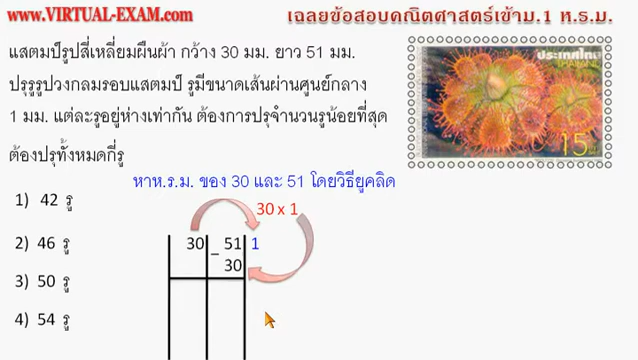 www.VIRTUAL-EXAM.com
เฉลยข้อสอบคณิตศาสตร์เข้าม.1 ห.ร.ม.
แสตมป์รูปสี่เหลี่ยมผืนผ้า กว้าง 30 มม. ยาว 51 มม.
ปรุรูรูปวงกลมรอบแสตมป์ รูมีขนาดเส้นผ่านศูนย์กลาง
1 มม. แต่ละรูอยู่ห่างเท่ากัน ต้องการปรุจำนวนรูน้อยที่สุด
ต้องปรุทั้งหมดกี่รู
ประเทศไทย
THAILAND
15
หาห.ร.ม. ของ 30 และ 51 โดยวิธียูคลิด
1) 42 รู
2) 46 รู
3) 50 รู
4) 54 รู
30 x 1
30 51 1
– 30